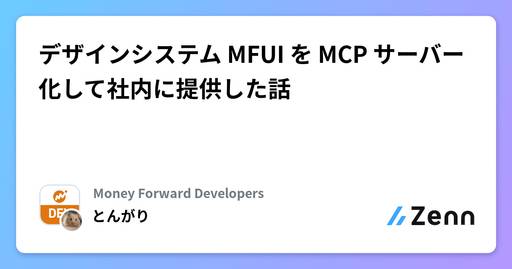 デザインシステム MFUI を MCP サーバー
化して社内に提供した話
Money Forward Developers
DEV
とんがり
Zenn